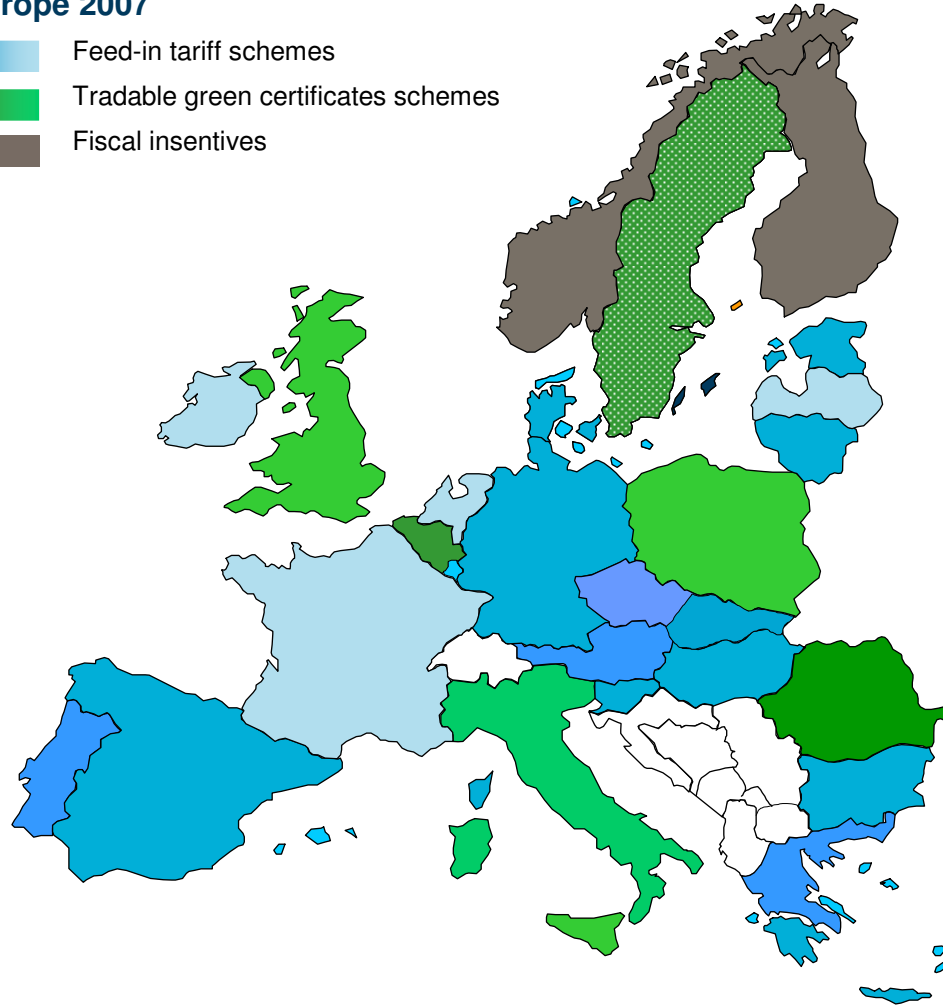 rope 2007
Feed-in tariff schemes
Tradable green certificates schemes
Fiscal insentives